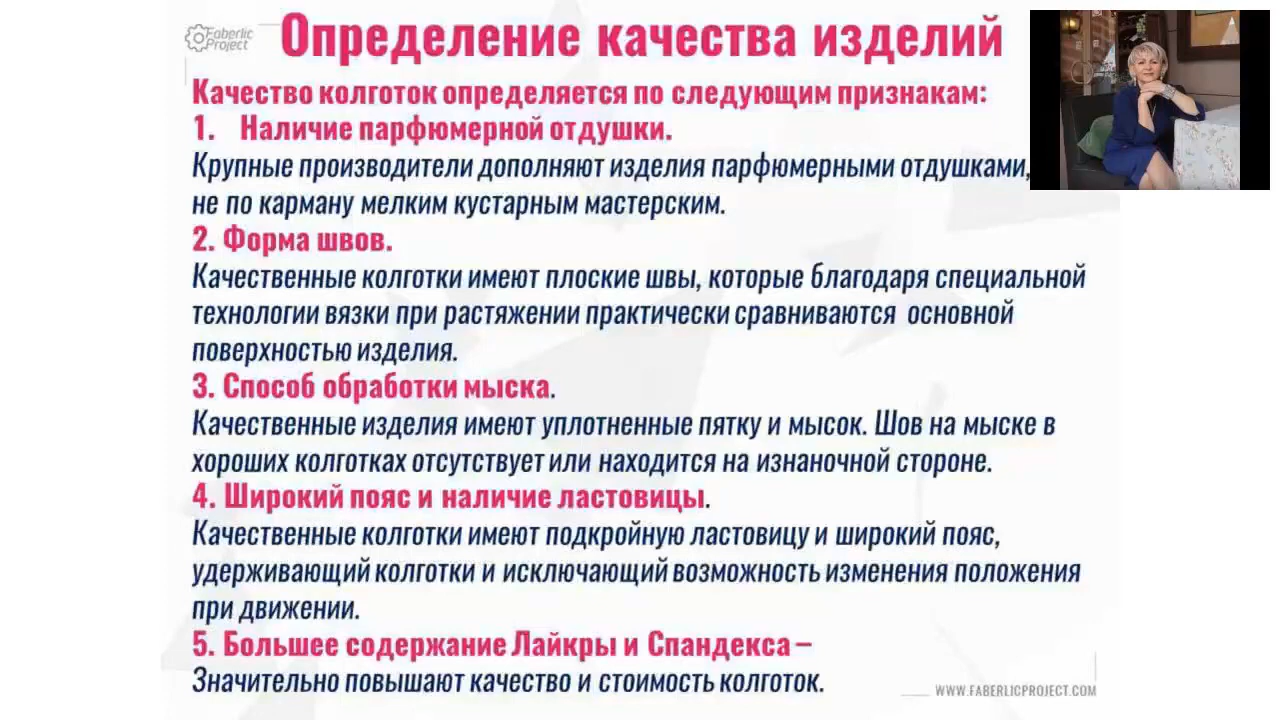 Faberlic
Project
Определение качества изделий
Качество колготок определяется по следующим признакам:
1. Наличие парфюмерной отдушки.
Крупные производители дополняют изделия парфюмерными отдушками,
не по карману мелким кустарным мастерским.
2. Форма швов.
Качественные колготки имеют плоские швы, которые благодаря специальной
технологии вязки при растяжении практически сравниваются основной
поверхностью изделия.
3. Способ обработки мыска.
Качественные изделия имеют уплотненные пятку и мысок. Шов на мыске в
хороших колготках отсутствует или находится на изнаночной стороне.
4. Широкий пояс и наличие ластовицы.
Качественные колготки имеют подкройную ластовицу и широкий пояс,
удерживающий колготки и исключающий возможность изменения положения
при движении.
5. Большее содержание Лайкры и Спандекса –
Значительно повышают качество и стоимость колготок.
WWW.FABERLICPROJECT.COM